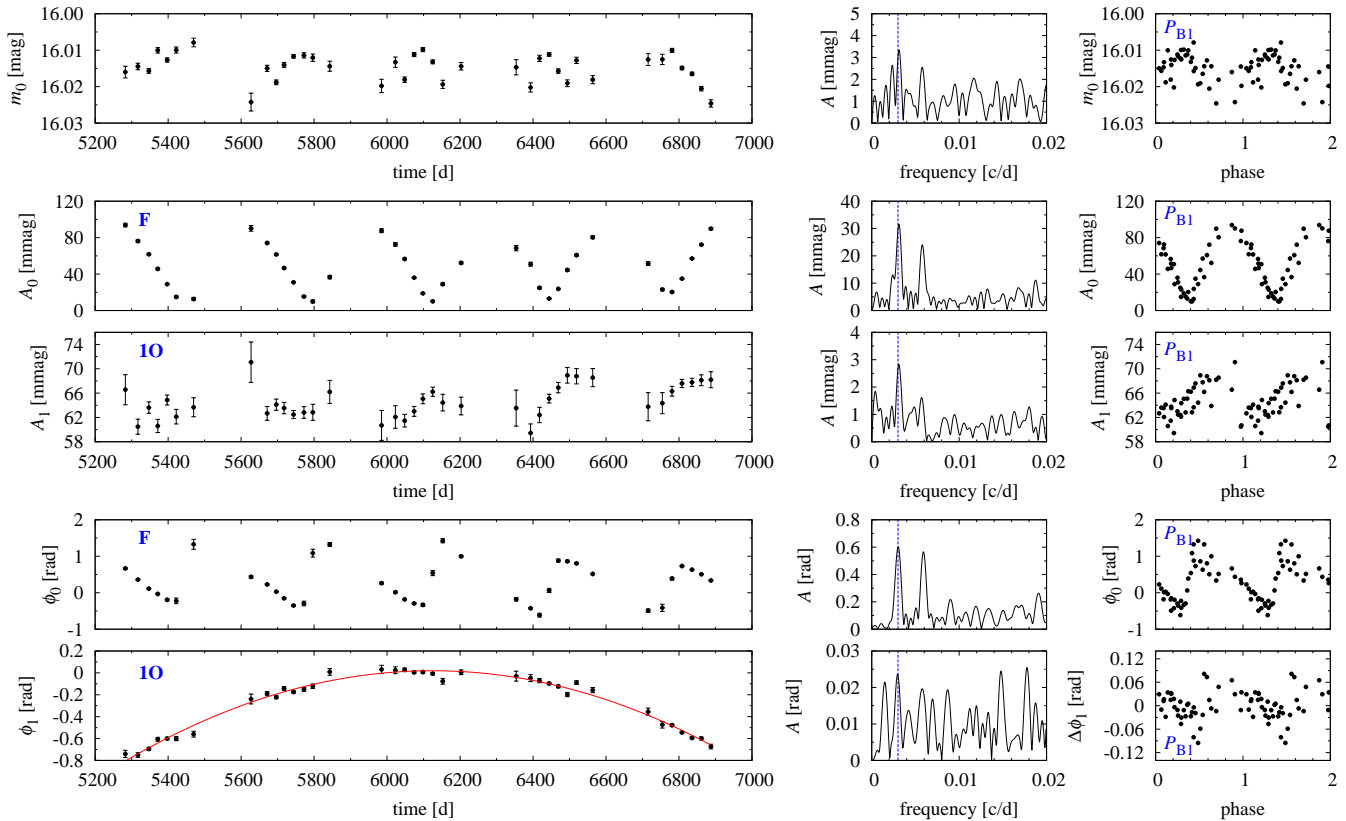 16.00 16.01 16.02 16.03
m0 [mag]
5200 5400 5600 5800 6000 6200 6400 6600 6800 7000
time [d]
5 4 3 2 1 0
A [mmag]
0 0.01 0.02
frequency [c/d]
16.00 16.01 16.02 16.03
m0 [mag]
PB1
0 1 2
phase
120 80 40 0
A0 [mmag]
F
40 30 20 10 0
A [mmag]
120 80 40 0
A0 [mmag]
PB1
74 70 66 62 58
A1 [mmag]
1O
5200 5400 5600 5800 6000 6200 6400 6600 6800 7000
time [d]
4 3 2 1 0
A [mmag]
0 0.01 0.02
frequency [c/d]
74 70 66 62 58
A1 [mmag]
PB1
0 1 2
phase
2 1 0 -1
ϕ0 [rad]
F
0.8 0.6 0.4 0.2 0
A [rad]
2 1 0 -1
ϕ0 [rad]
PB1
0.2 0 -0.2 -0.4 -0.6 -0.8
ϕ1 [rad]
1O
5200 5400 5600 5800 6000 6200 6400 6600 6800 7000
time [d]
0.03 0.02 0.01 0
A [rad]
0 0.01 0.02
frequency [c/d]
0.12 0.06 0.00 -0.06 -0.12
Δϕ1 [rad]
PB1
0 1 2
phase